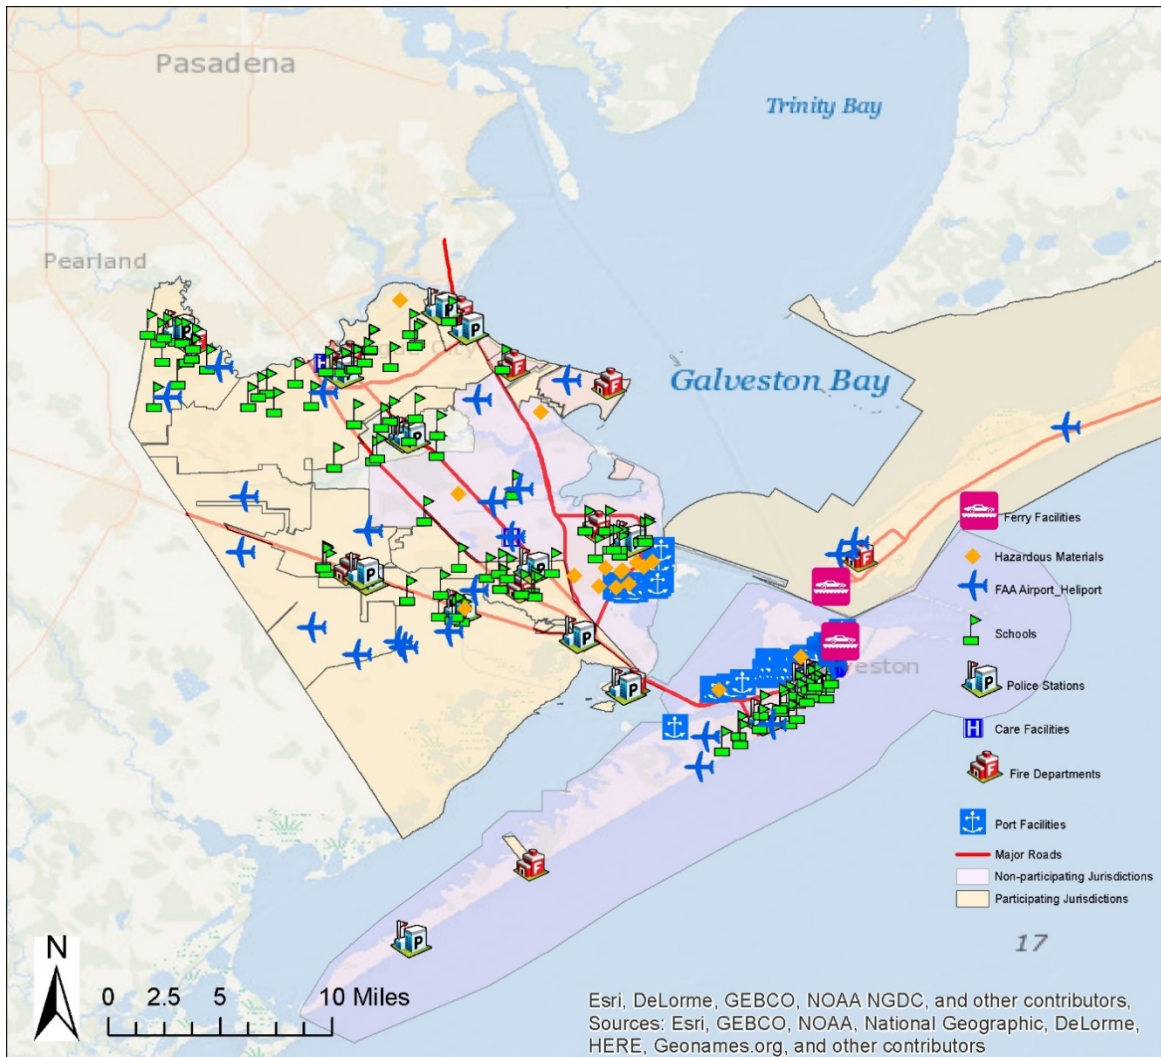 Pasadena
Trinity Bay
Pearland
City
Galveston Bay
Ferry Facilities
Hazardous Materials
FAA Airport_Heliport
Schools
Police Stations
Care Facilities
Fire Departments
Port Facilities
Major Roads
Non-participating Jurisdictions
Participating Jurisdictions
17
N
0 2.5 5 10 Miles
Esri, DeLorme, GEBCO, NOAA NGDC, and other contributors,
Sources: Esri, GEBCO, NOAA, National Geographic, DeLorme,
HERE, Geonames.org, and other contributors